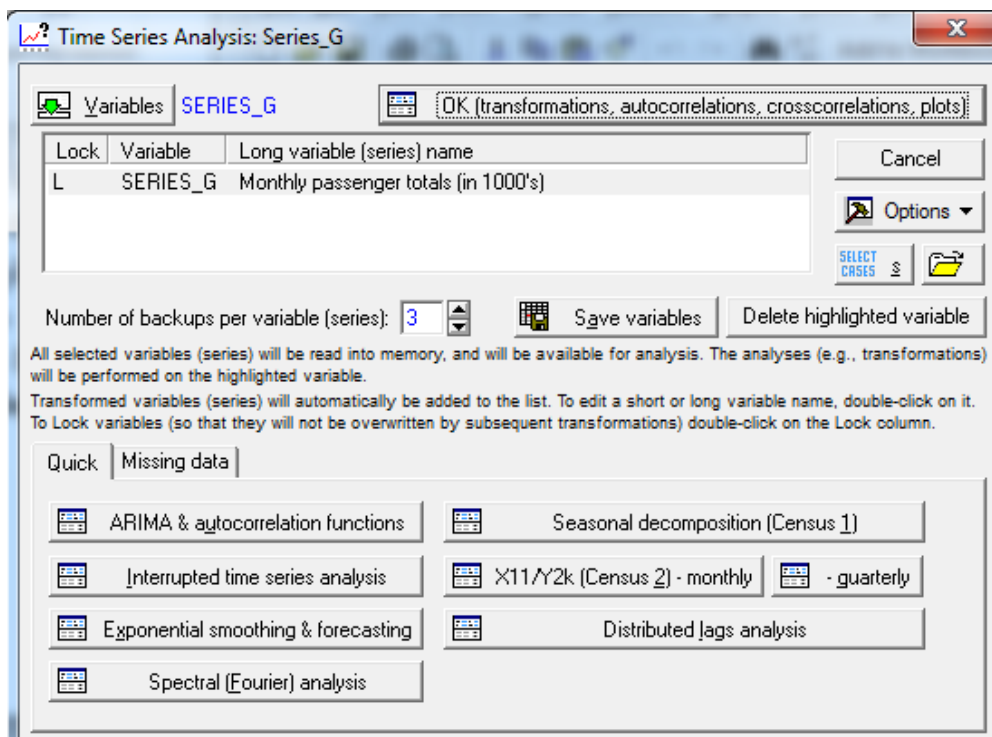 Time Series Analysis: Series_G
Variables SERIES_G OK (transformations, autocorrelations, crosscorrelations, plots)
Lock Variable Long variable (series) name
L SERIES_G Monthly passenger totals (in 1000's)
Cancel
Options
SELECT CASES S
Number of backups per variable (series): 3 Save variables Delete highlighted variable
All selected variables (series) will be read into memory, and will be available for analysis. The analyses (e.g., transformations)
will be performed on the highlighted variable.
Transformed variables (series) will automatically be added to the list. To edit a short or long variable name, double-click on it.
To Lock variables (so that they will not be overwritten by subsequent transformations) double-click on the Lock column.
Quick Missing data
ARIMA & autocorrelation functions Seasonal decomposition (Census 1)
Interrupted time series analysis X11/Y2k (Census 2) - monthly - quarterly
Exponential smoothing & forecasting Distributed lags analysis
Spectral (Fourier) analysis